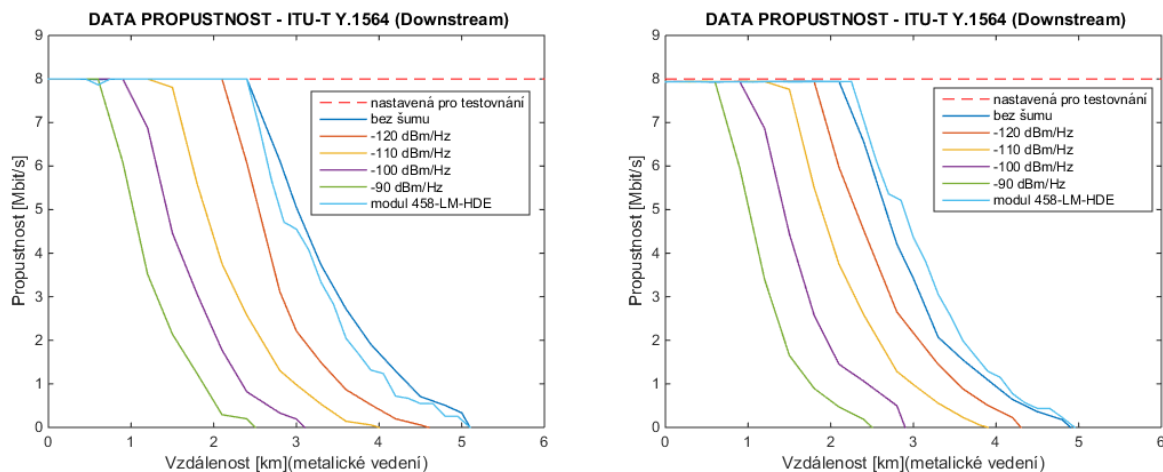 DATA PROPUSTNOST - ITU-T Y.1564 (Downstream)
Propustnost [Mbit/s]
9
8
7
6
5
4
3
2
1
0
nastavená pro testovnání
bez šumu
-120 dBm/Hz
-110 dBm/Hz
-100 dBm/Hz
-90 dBm/Hz
modul 458-LM-HDE
0 1 2 3 4 5 6
Vzdálenost [km](metalické vedení)
DATA PROPUSTNOST - ITU-T Y.1564 (Downstream)
Propustnost [Mbit/s]
9
8
7
6
5
4
3
2
1
0
nastavená pro testovnání
bez šumu
-120 dBm/Hz
-110 dBm/Hz
-100 dBm/Hz
-90 dBm/Hz
modul 458-LM-HDE
0 1 2 3 4 5 6
Vzdálenost [km](metalické vedení)